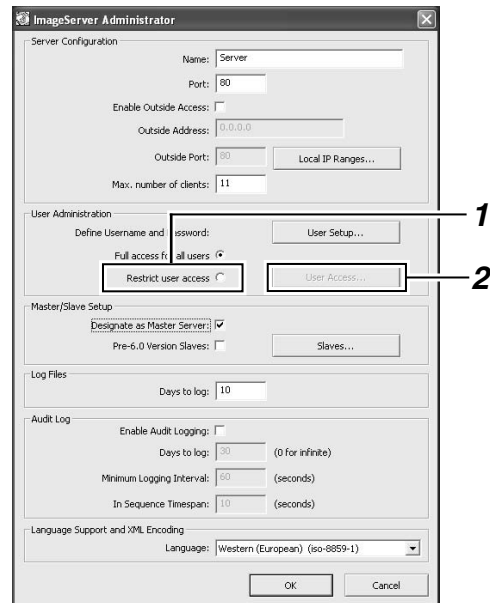 ImageServer Administrator
Server Configuration
Name: Server
Port: 80
Enable Outside Access:
Outside Address: 0.0.0.0
Outside Port: 80 Local IP Ranges...
Max. number of clients: 11
User Administration
Define Username and Password: User Setup...
Full access for all users
Restrict user access User Access...
1
2
Master/Slave Setup
Designate as Master Server:
Pre-6.0 Version Slaves: Slaves...
Log Files
Days to log: 10
Audit Log
Enable Audit Logging:
Days to log: 30 (0 for infinite)
Minimum Logging Interval: 60 (seconds)
In Sequence Timespan: 10 (seconds)
Language Support and XML Encoding
Language: Western (European) (iso-8859-1)
OK Cancel